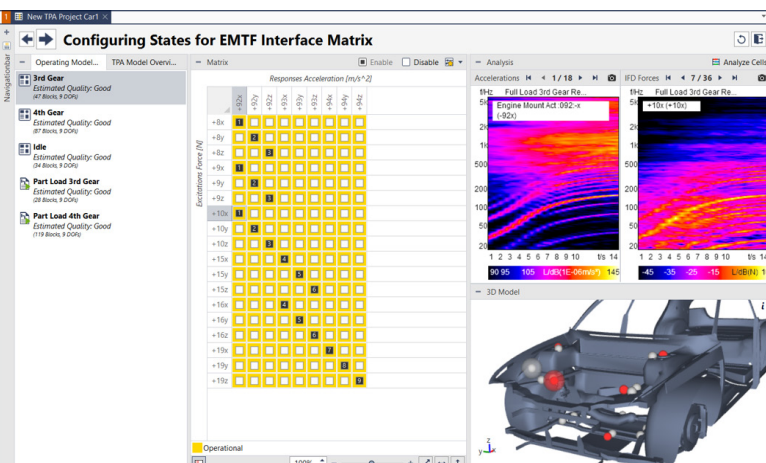 1 New TPA Project Car1 ×
Configuring States for EMTF Interface Matrix
Navigationbar
Operating Model...
TPA Model Overvi...
3rd Gear
Estimated Quality: Good
(47 Blocks, 9 DOFs)
4th Gear
Estimated Quality: Good
(87 Blocks, 9 DOFs)
Idle
Estimated Quality: Good
(34 Blocks, 9 DOFs)
Part Load 3rd Gear
Estimated Quality: Good
(28 Blocks, 9 DOFs)
Part Load 4th Gear
Estimated Quality: Good
(119 Blocks, 9 DOFs)
Matrix
Enable
Disable
Responses Acceleration [m/s^2]
+92x +92y +92z +93x +93y +93z +94x +94y +94z
Excitations Force [N]
+8x 1
+8y 2
+8z 3
+9x 1
+9y 2
+9z 3
+10x 1
+10y 2
+10z 3
+15x 4
+15y 5
+15z 6
+16x 4
+16y 5
+16z 6
+19x 7
+19y 8
+19z 9
Operational
100%
Analysis
Analyze Cells
Accelerations 1 / 18
f/Hz Full Load 3rd Gear Re...
Engine Mount Act :092:-x
(-92x)
5k
2k
1k
500
200
100
50
20
1 2 3 4 5 6 7 8 9 10 t/s 14
90 95 105 L/dB(1E-06m/s²) 145
IFD Forces 7 / 36
f/Hz Full Load 3rd Gear Re...
+10x (+10x)
5k
2k
1k
500
200
100
50
20
1 2 3 4 5 6 7 8 9 10 t/s 14
-45 -35 -25 -15 L/dB(N)
3D Model
i
z
y